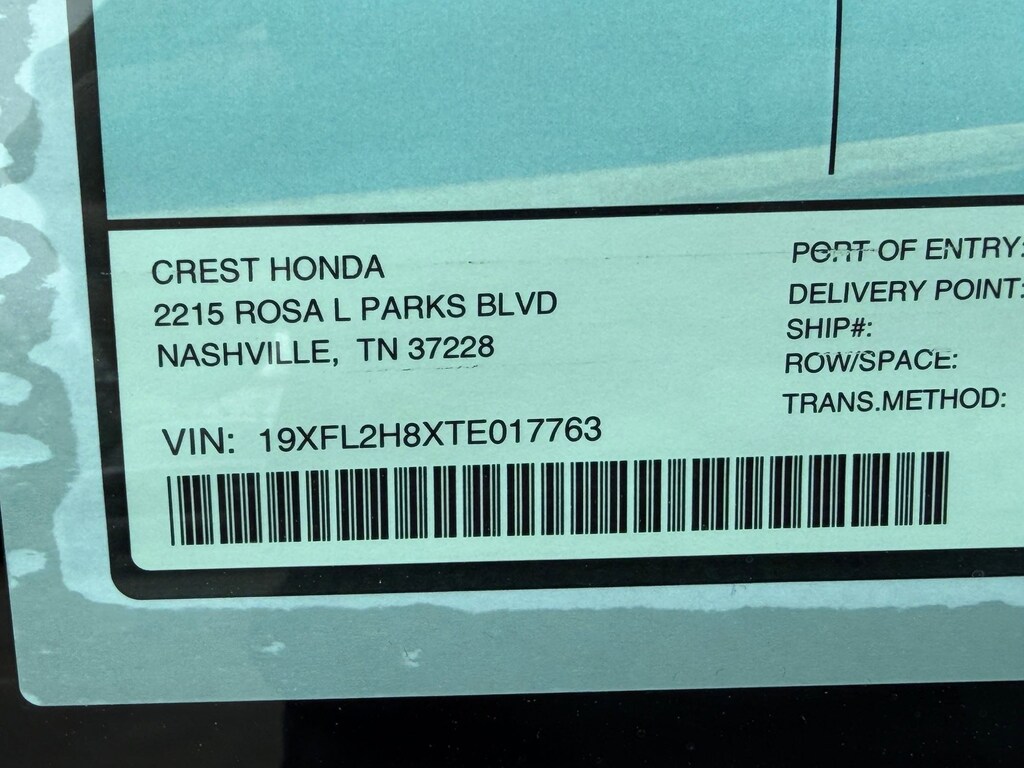 CREST HONDA
2215 ROSA L PARKS BLVD
NASHVILLE, TN 37228
PORT OF ENTRY:
DELIVERY POINT:
SHIP#:
ROW/SPACE:
TRANS.METHOD:
VIN: 19XFL2H8XTE017763